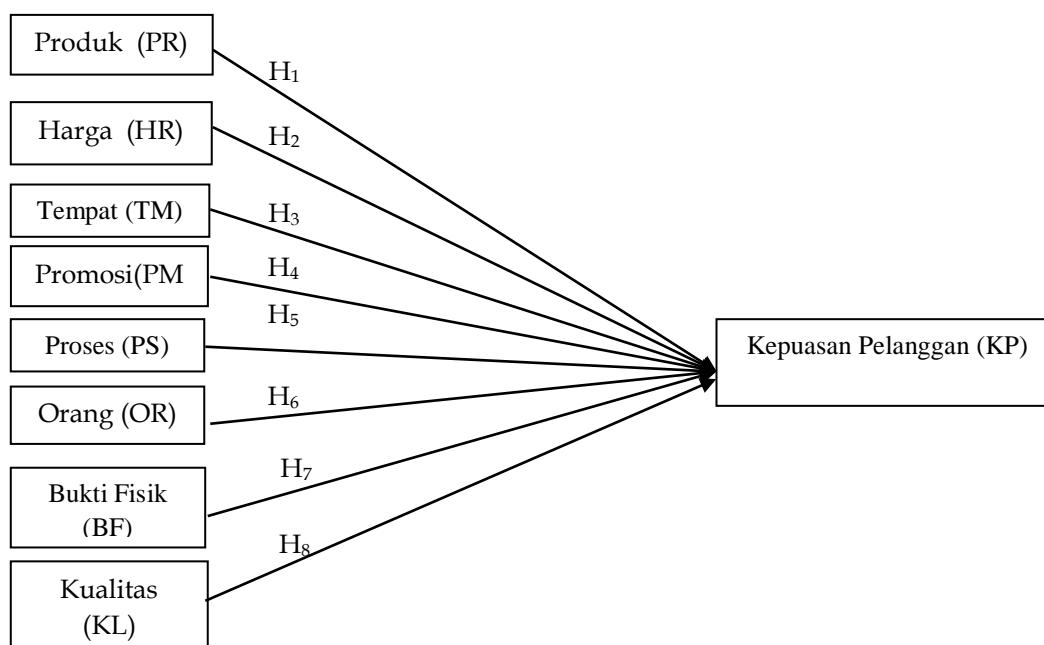 Produk (PR)
H₁
Harga (HR)
H₂
Tempat (TM)
H₃
Promosi(PM
H₄
H₅
Proses (PS)
Kepuasan Pelanggan (KP)
Orang (OR)
H₆
Bukti Fisik
(BF)
H₇
H₈
Kualitas
(KL)